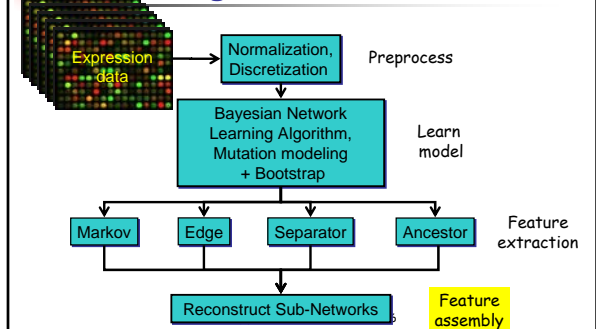 Expression
data
Normalization,
Discretization
Preprocess
Bayesian Network
Learning Algorithm,
Mutation modeling
+ Bootstrap
Learn
model
Markov
Edge
Separator
Ancestor
Feature
extraction
Reconstruct Sub-Networks
Feature
assembly